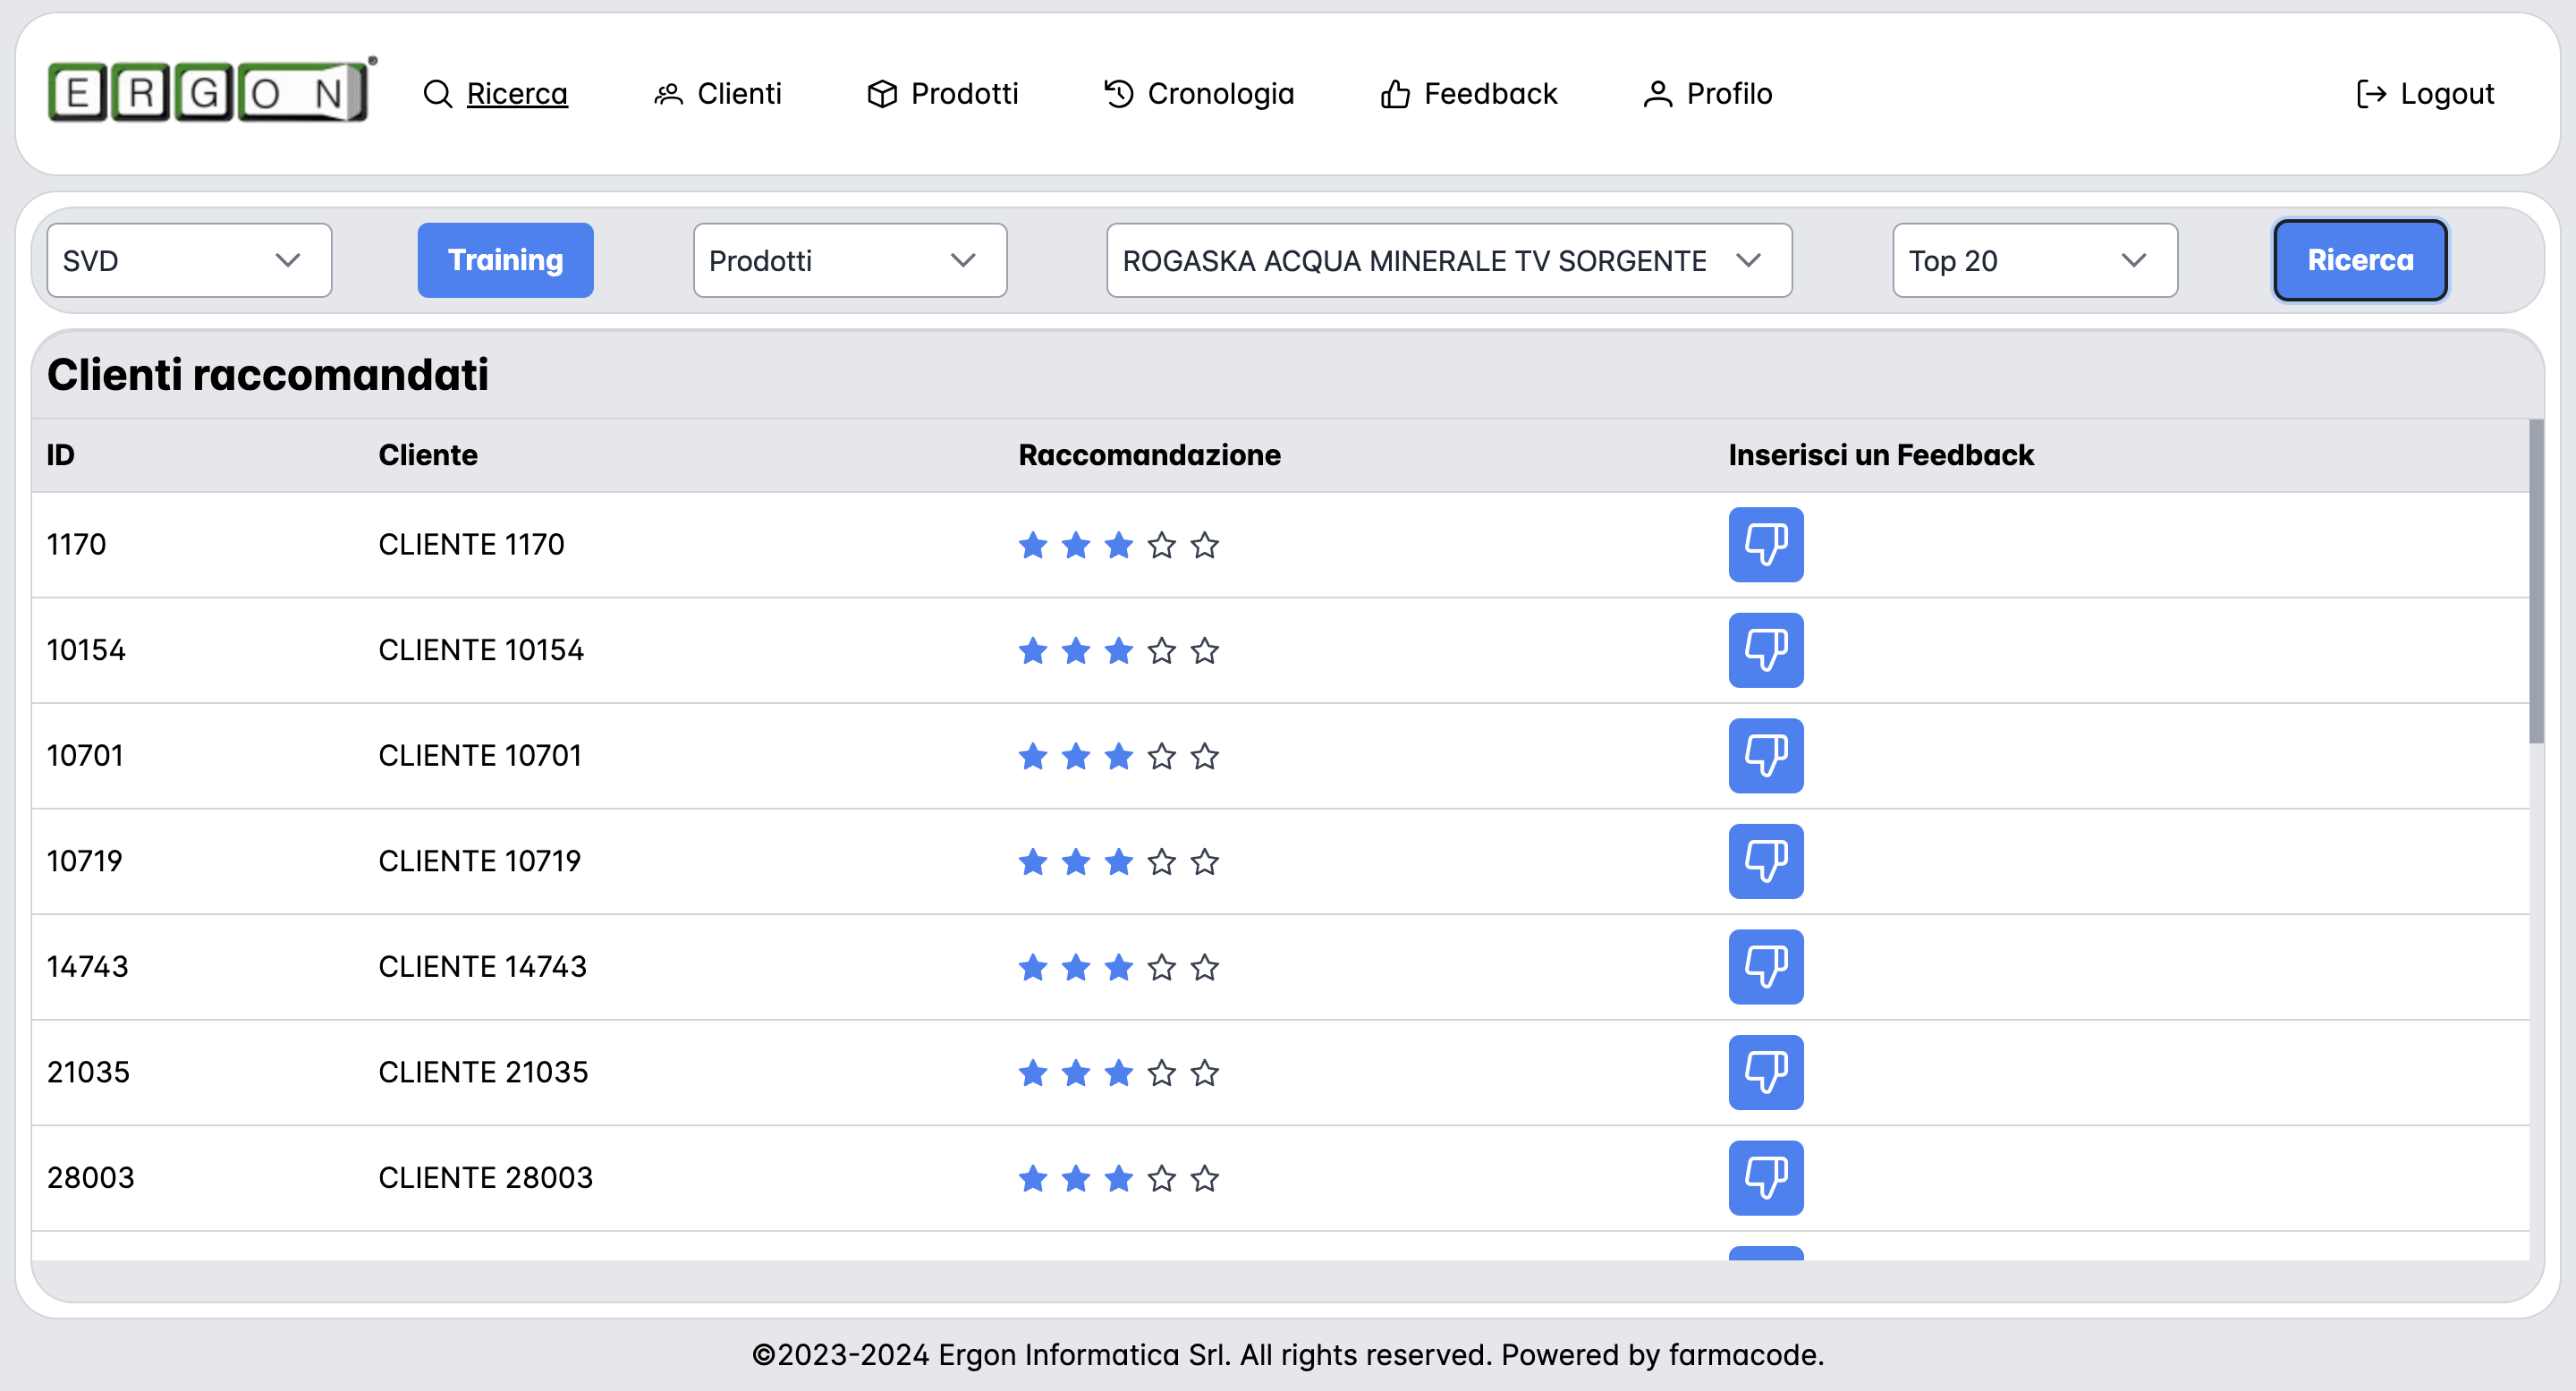 ERGON®
Ricerca
Clienti
Prodotti
Cronologia
Feedback
Profilo
Logout
SVD
Training
Prodotti
ROGASKA ACQUA MINERALE TV SORGENTE
Top 20
Ricerca
Clienti raccomandati
ID Cliente Raccomandazione Inserisci un Feedback
1170 CLIENTE 1170
10154 CLIENTE 10154
10701 CLIENTE 10701
10719 CLIENTE 10719
14743 CLIENTE 14743
21035 CLIENTE 21035
28003 CLIENTE 28003
©2023-2024 Ergon Informatica Srl. All rights reserved. Powered by farmacode.